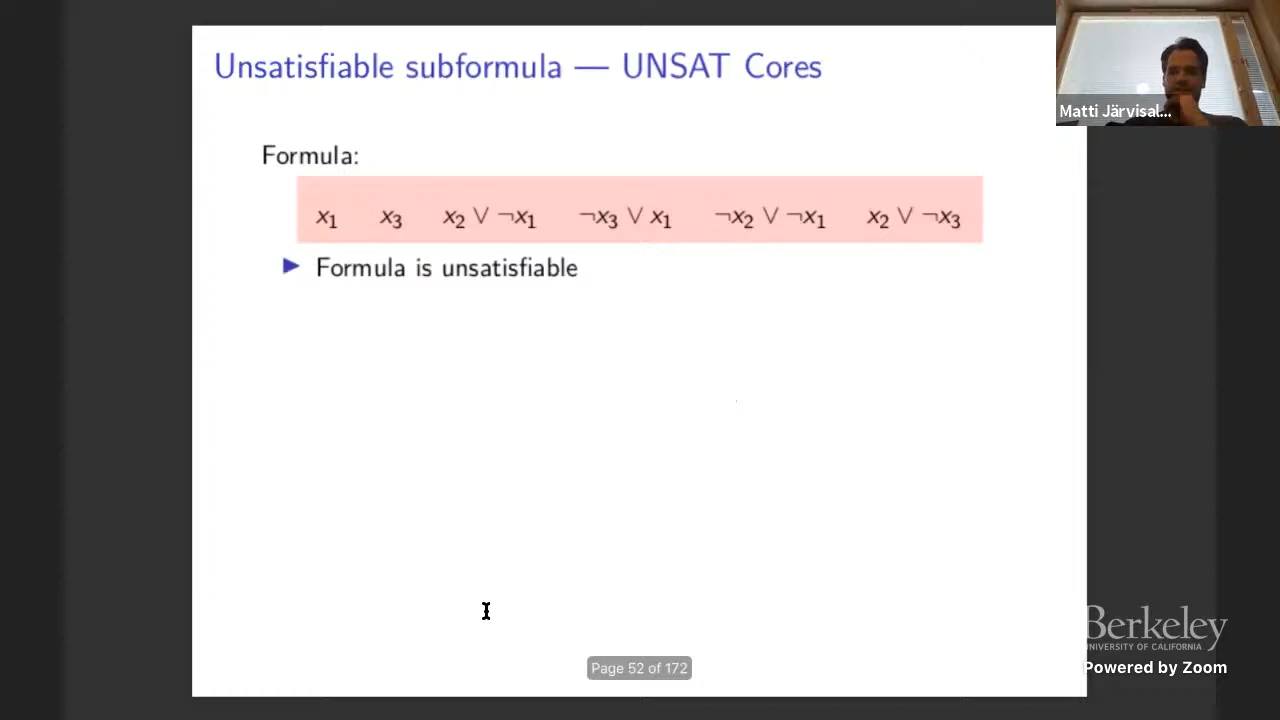 Unsatisfiable subformula — UNSAT Cores
Matti Järvisal...
Formula:
x₁ x₃ x₂ ∨ ¬x₁ ¬x₃ ∨ x₁ ¬x₂ ∨ ¬x₁ x₂ ∨ ¬x₃
▶ Formula is unsatisfiable
Berkeley
UNIVERSITY OF CALIFORNIA
Page 52 of 172
Powered by Zoom